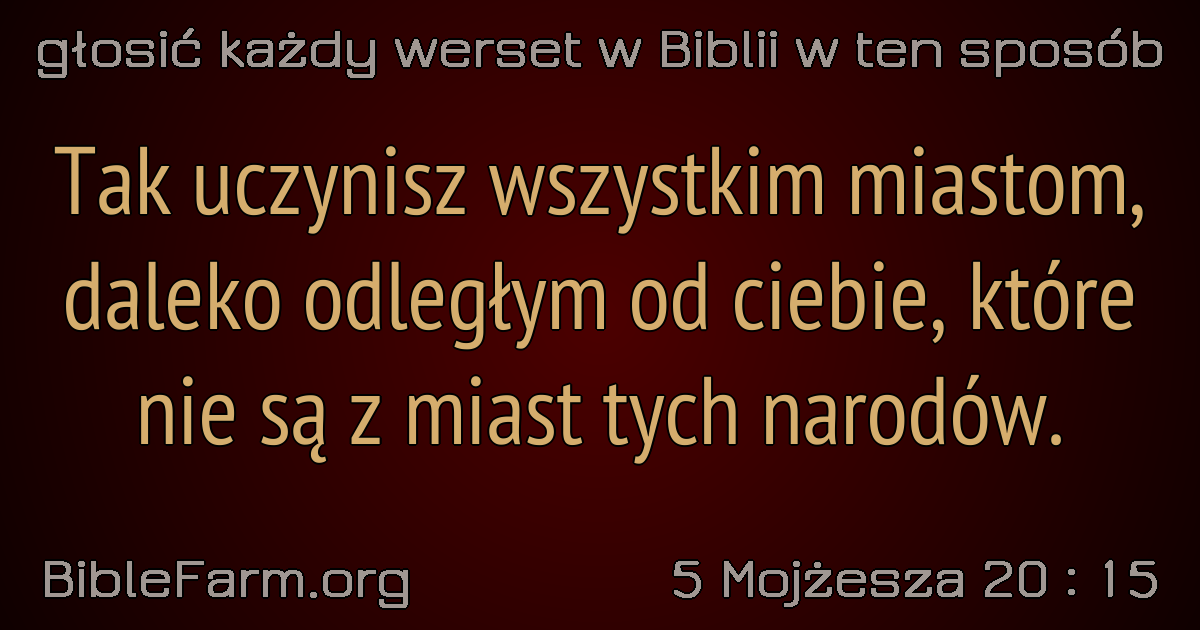 głosić każdy werset w Biblii w ten sposób
Tak uczynisz wszystkim miastom,
daleko odległym od ciebie, które
nie są z miast tych narodów.
BibleFarm.org
5 Mojżesza 20 : 15